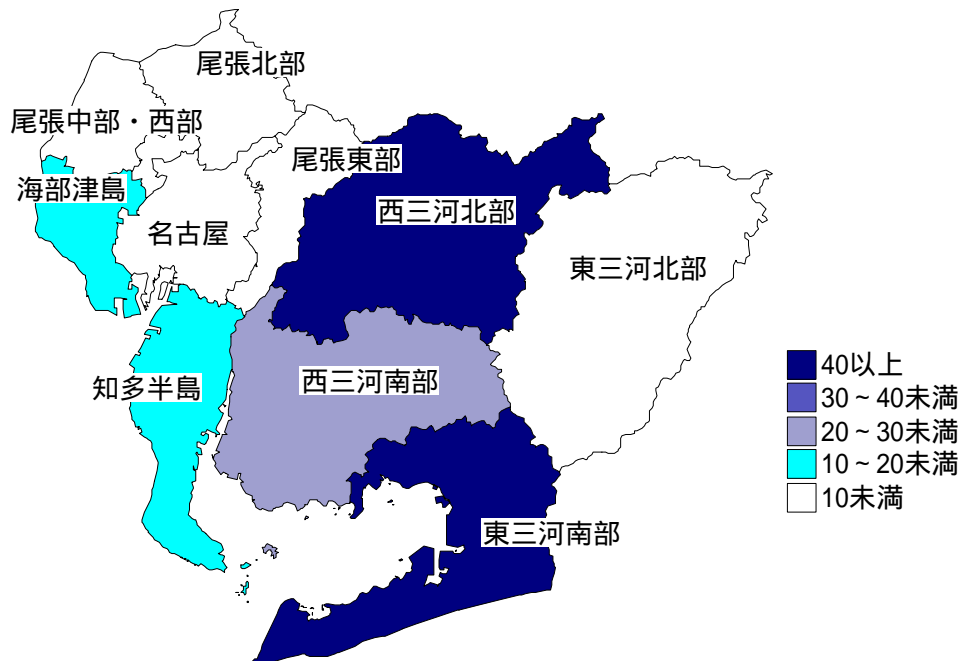 尾張北部
尾張中部・西部
尾張東部
海部津島
西三河北部
名古屋
東三河北部
知多半島
西三河南部
東三河南部
40以上
30～40未満
20～30未満
10～20未満
10未満